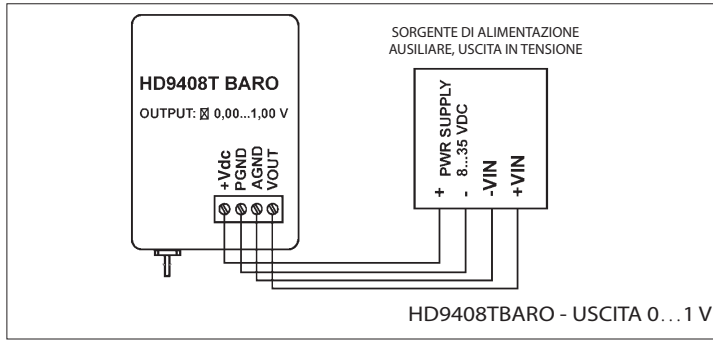 SORGENTE DI ALIMENTAZIONE
AUSILIARE, USCITA IN TENSIONE
HD9408T BARO
OUTPUT: ☒ 0,00...1,00 V
+Vdc
PGND
AGND
VOUT
+ PWR SUPPLY
- 8...35 VDC
-VIN
+VIN
HD9408TBARO - USCITA 0…1 V